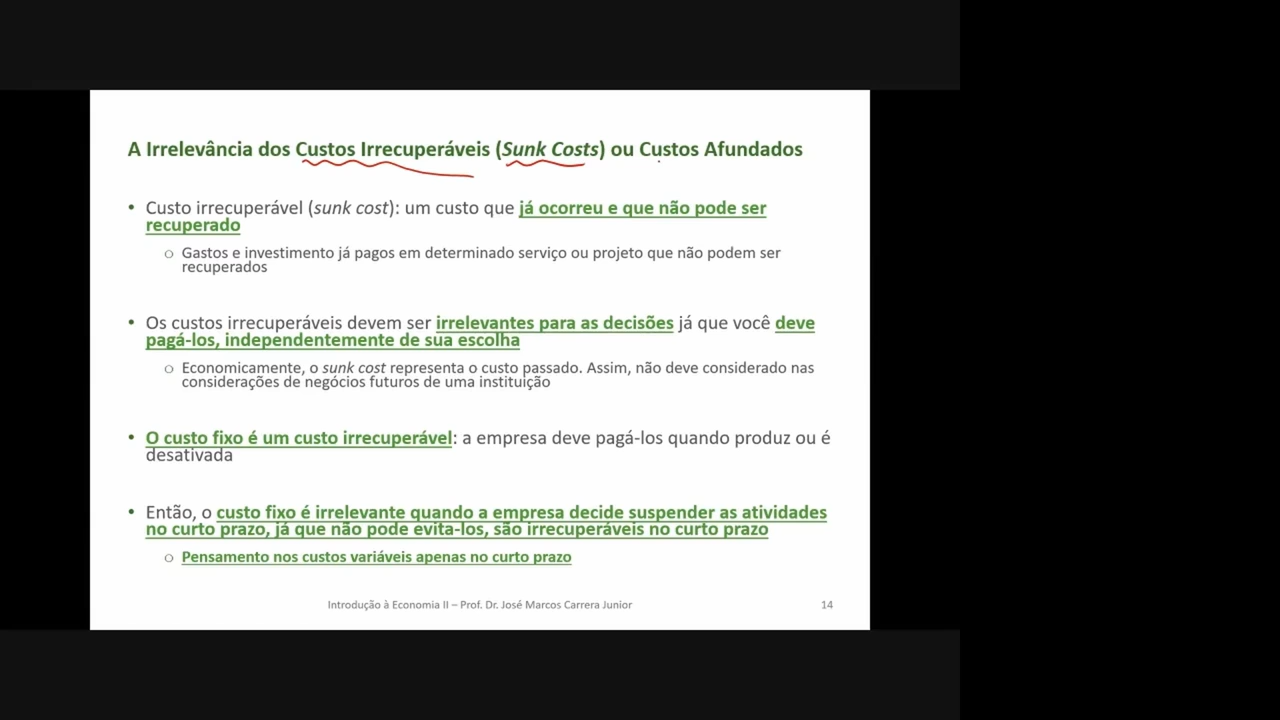 A Irrelevância dos Custos Irrecuperáveis (Sunk Costs) ou Custos Afundados
• Custo irrecuperável (sunk cost): um custo que já ocorreu e que não pode ser
recuperado
○ Gastos e investimento já pagos em determinado serviço ou projeto que não podem ser
recuperados
• Os custos irrecuperáveis devem ser irrelevantes para as decisões já que você deve
pagá-los, independentemente de sua escolha
○ Economicamente, o sunk cost representa o custo passado. Assim, não deve considerado nas
considerações de negócios futuros de uma instituição
• O custo fixo é um custo irrecuperável: a empresa deve pagá-los quando produz ou é
desativada
• Então, o custo fixo é irrelevante quando a empresa decide suspender as atividades
no curto prazo, já que não pode evita-los, são irrecuperáveis no curto prazo
○ Pensamento nos custos variáveis apenas no curto prazo
Introdução à Economia II – Prof. Dr. José Marcos Carrera Junior
14